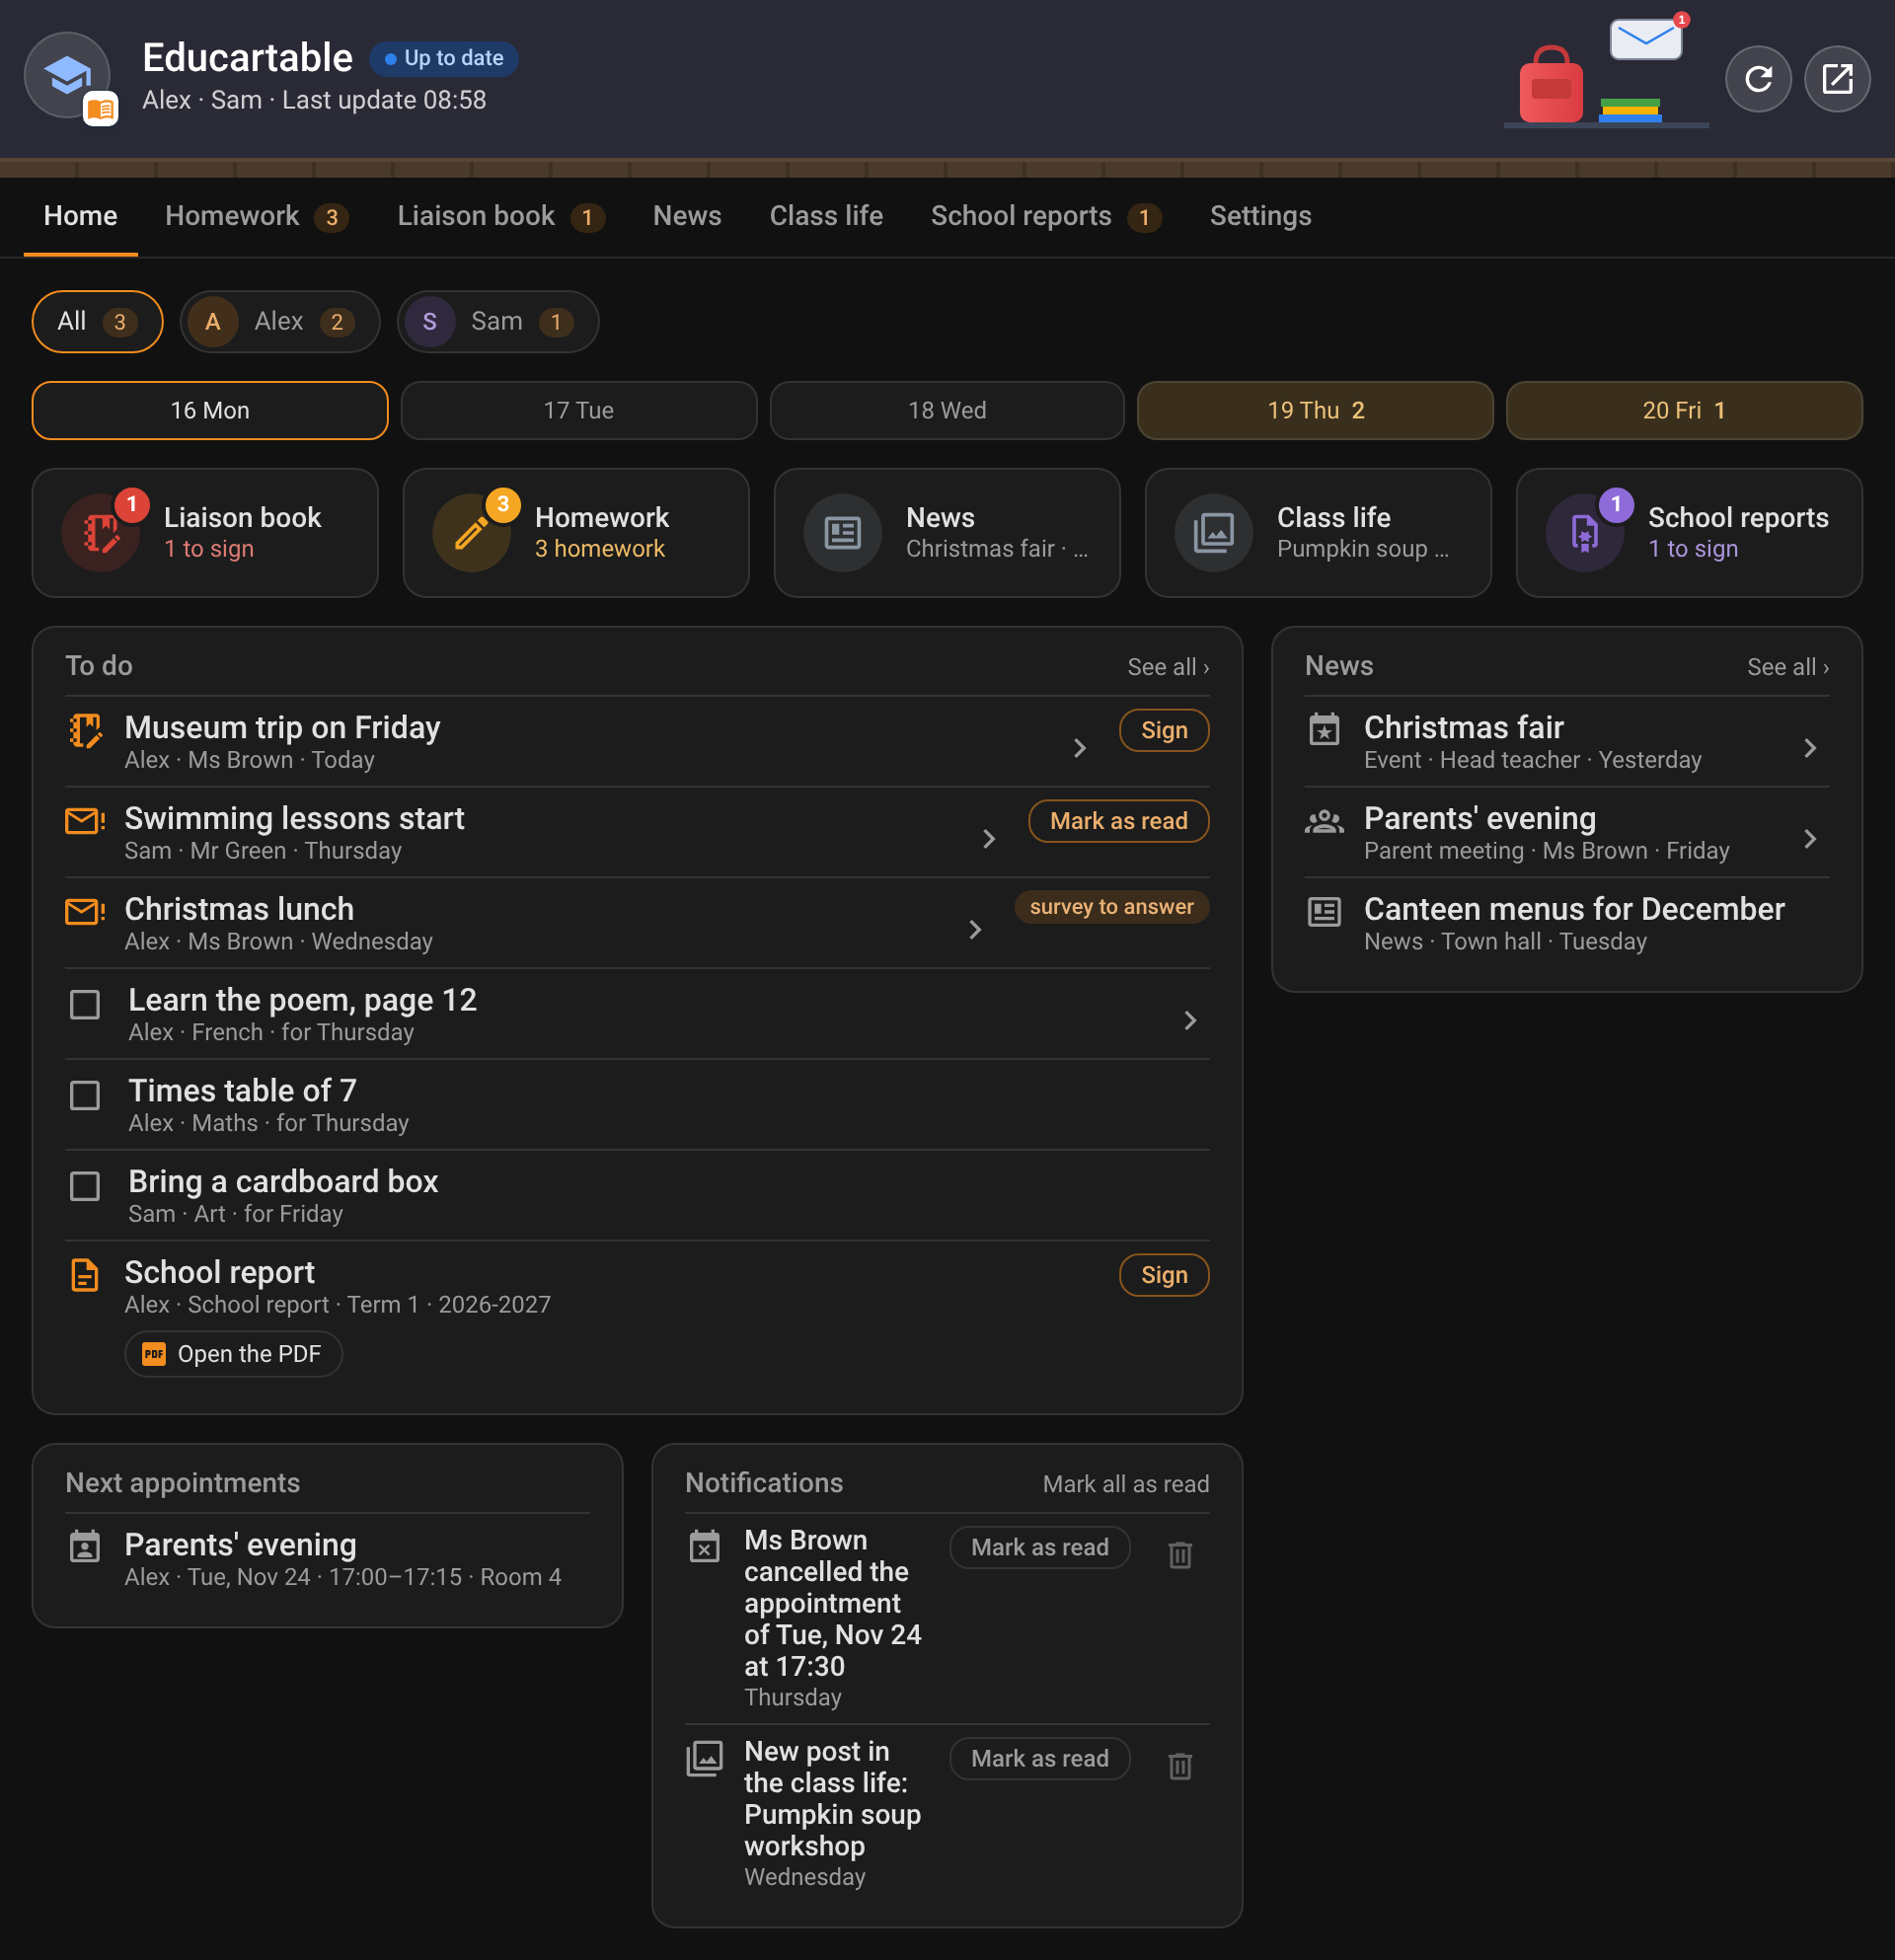 Educartable
Up to date
Alex · Sam · Last update 08:58
1
Home
Homework 3
Liaison book 1
News
Class life
School reports 1
Settings
All 3
A Alex 2
S Sam 1
16 Mon
17 Tue
18 Wed
19 Thu 2
20 Fri 1
1
Liaison book
1 to sign
3
Homework
3 homework
News
Christmas fair · ...
Class life
Pumpkin soup ...
1
School reports
1 to sign
To do
See all ›
Museum trip on Friday
Alex · Ms Brown · Today
Sign
Swimming lessons start
Sam · Mr Green · Thursday
Mark as read
Christmas lunch
Alex · Ms Brown · Wednesday
survey to answer
Learn the poem, page 12
Alex · French · for Thursday
Times table of 7
Alex · Maths · for Thursday
Bring a cardboard box
Sam · Art · for Friday
School report
Alex · School report · Term 1 · 2026-2027
Sign
PDF Open the PDF
News
See all ›
Christmas fair
Event · Head teacher · Yesterday
Parents' evening
Parent meeting · Ms Brown · Friday
Canteen menus for December
News · Town hall · Tuesday
Next appointments
Parents' evening
Alex · Tue, Nov 24 · 17:00–17:15 · Room 4
Notifications
Mark all as read
Ms Brown
cancelled the
appointment
of Tue, Nov 24
at 17:30
Thursday
Mark as read
New post in
the class life:
Pumpkin soup
workshop
Wednesday
Mark as read